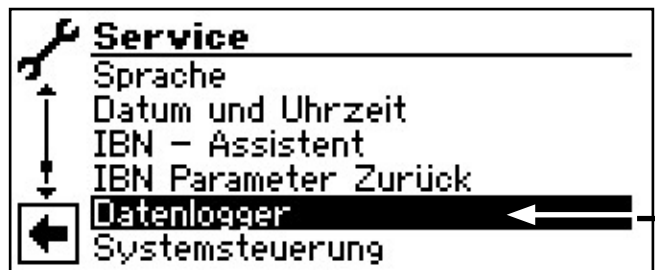 Service
Sprache
Datum und Uhrzeit
IBN - Assistent
IBN Parameter Zurück
Datenlogger
Systemsteuerung